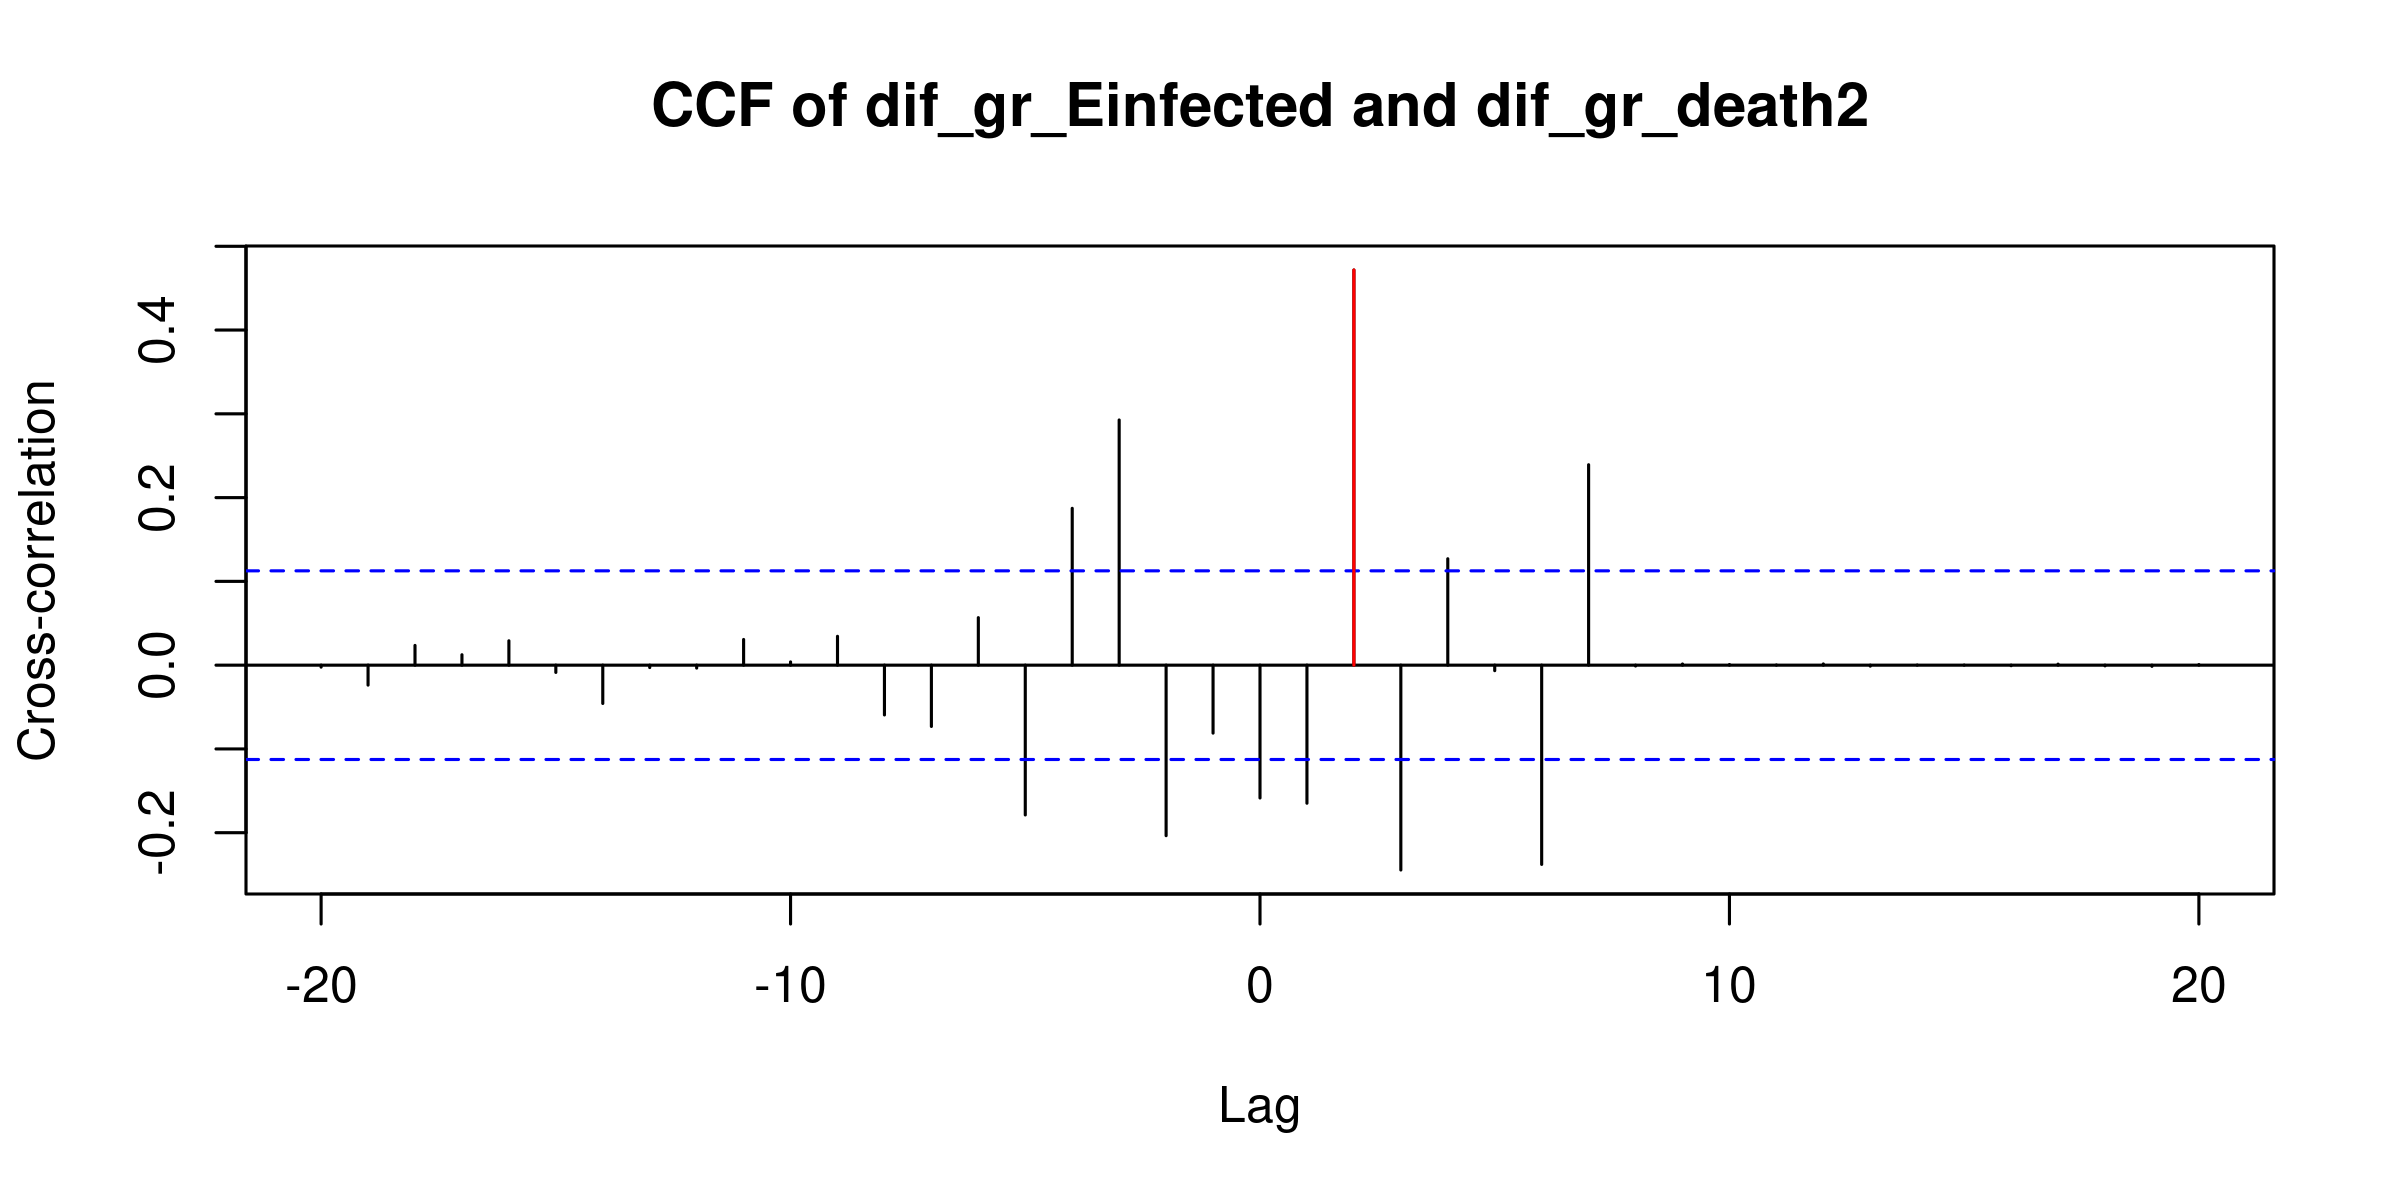 CCF of dif_gr_Einfected and dif_gr_death2
Cross-correlation
0.4
0.2
0.0
-0.2
-20 -10 0 10 20
Lag